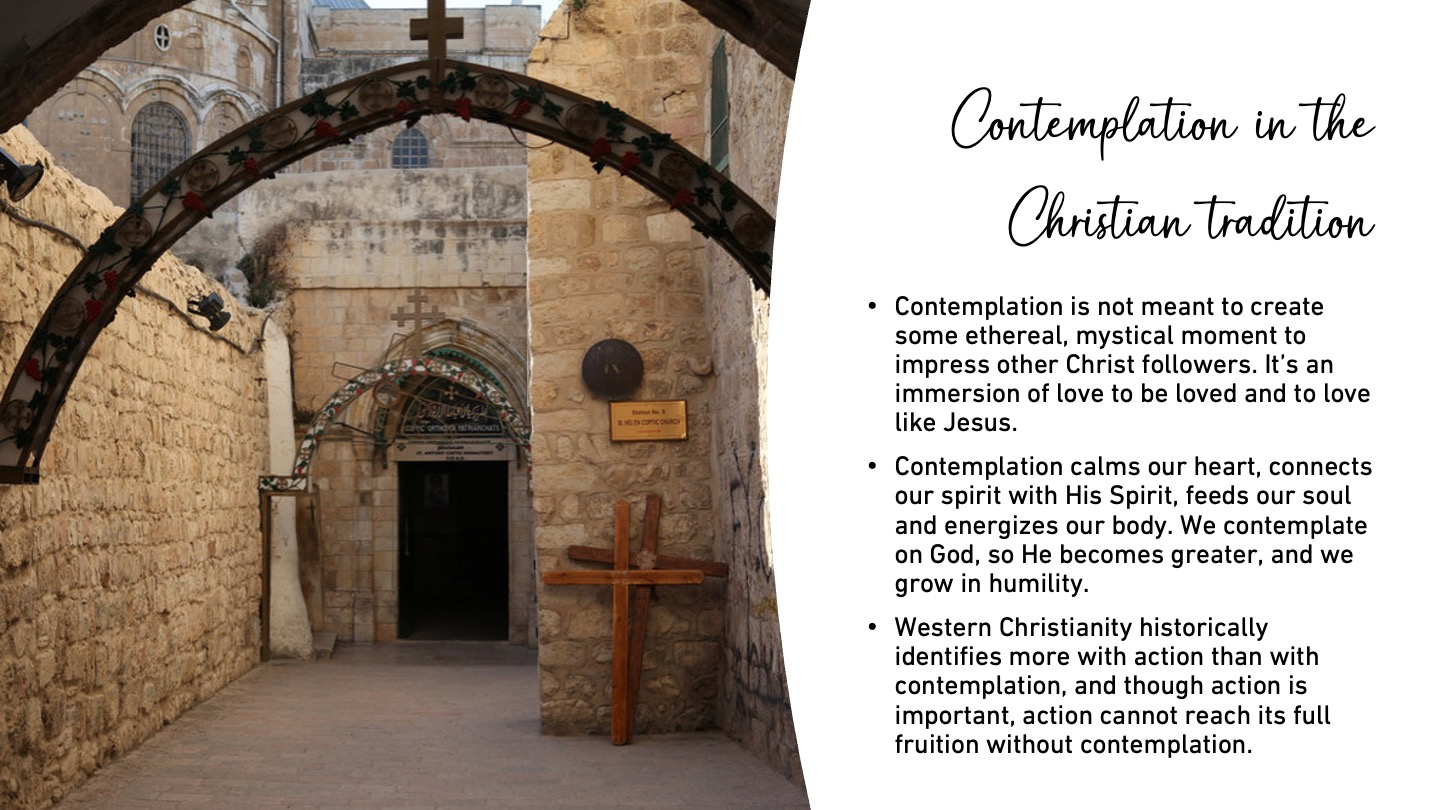 Contemplation in the
Christian tradition
• Contemplation is not meant to create
some ethereal, mystical moment to
impress other Christ followers. It’s an
immersion of love to be loved and to love
like Jesus.
• Contemplation calms our heart, connects
our spirit with His Spirit, feeds our soul
and energizes our body. We contemplate
on God, so He becomes greater, and we
grow in humility.
• Western Christianity historically
identifies more with action than with
contemplation, and though action is
important, action cannot reach its full
fruition without contemplation.
IX
Station No. 9
St. HELEN COPTIC CHURCH
COPTIC ORTHODOX PATRIARCHATE
JERUSALEM
ST. ANTONY COPTIC MONASTERY